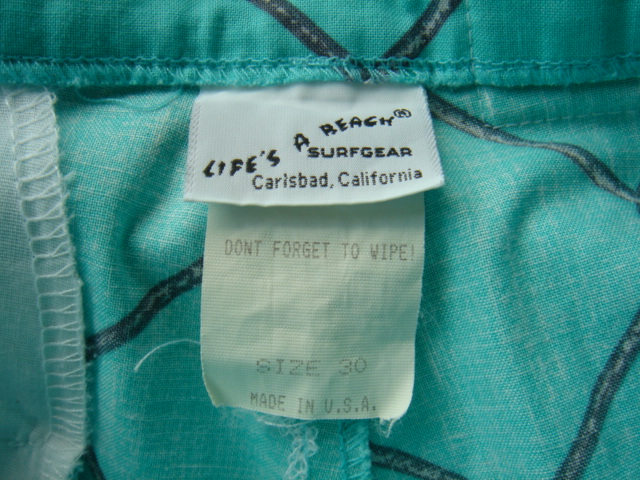 LIFE'S A BEACH®
SURFGEAR
Carlsbad, California
DONT FORGET TO WIPE!
SIZE 30
MADE IN U.S.A.